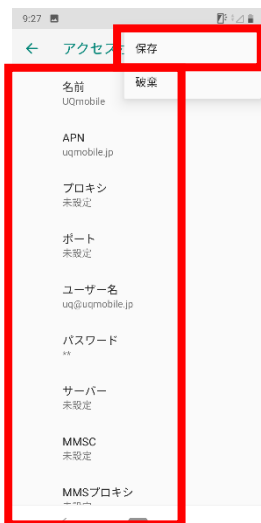 9:27
アクセス
保存
破棄
名前
UQmobile
APN
uqmobile.jp
プロキシ
未設定
ポート
未設定
ユーザー名
uq@uqmobile.jp
パスワード
**
サーバー
未設定
MMSC
未設定
MMSプロキシ